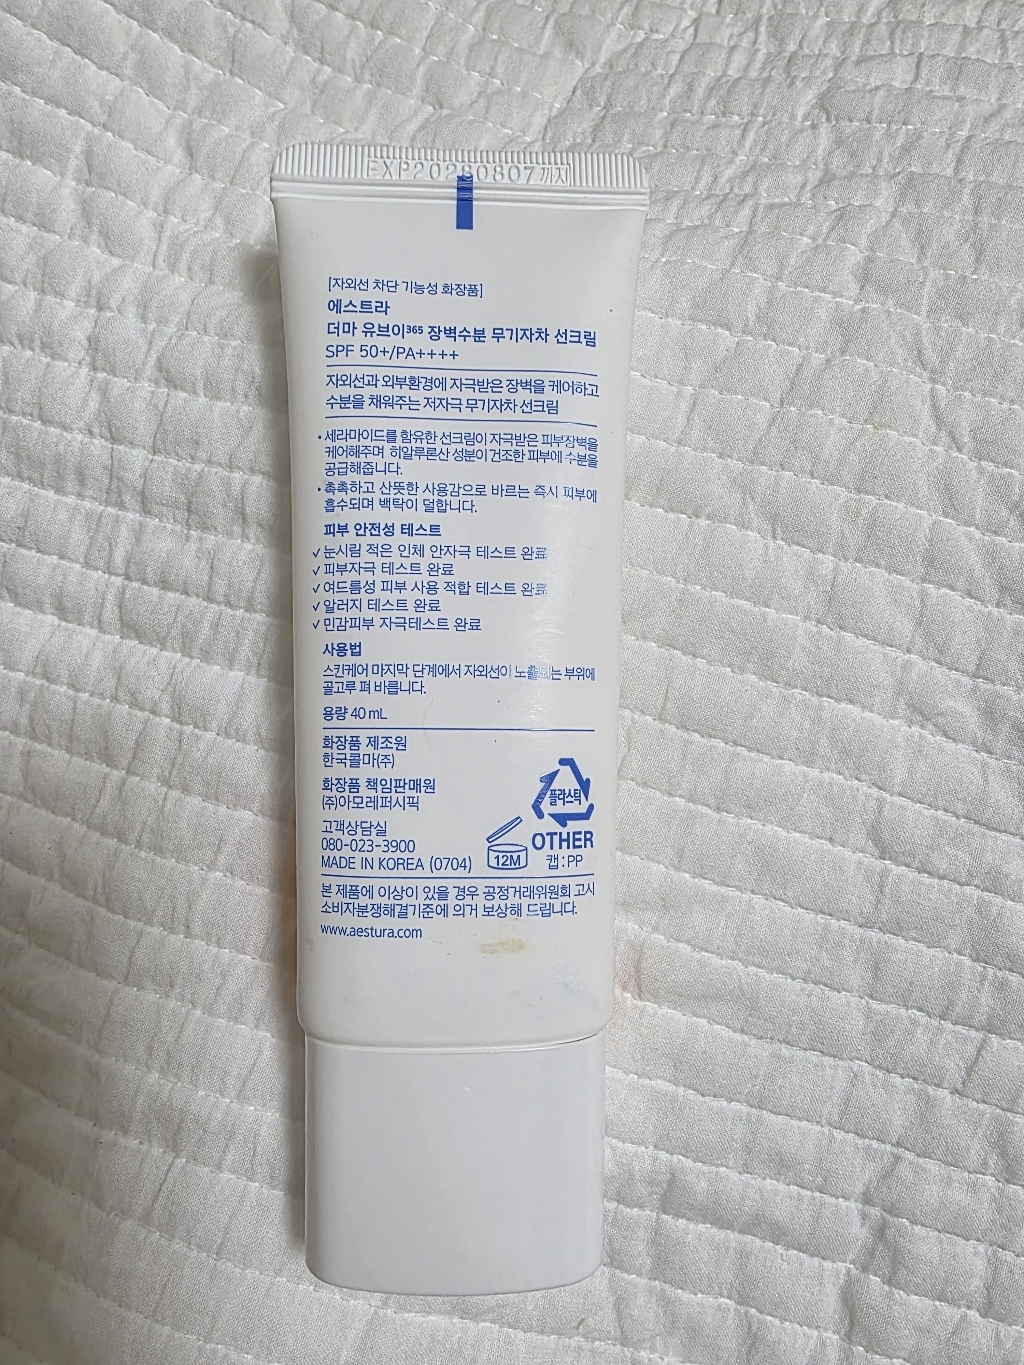 EXP20280807까지
[자외선 차단 기능성 화장품]
에스트라
더마 유브이365 장벽수분 무기자차 선크림
SPF 50+/PA++++
자외선과 외부환경에 자극받은 장벽을 케어하고
수분을 채워주는 저자극 무기자차 선크림
• 세라마이드를 함유한 선크림이 자극받은 피부장벽을
케어해주며 히알루론산 성분이 건조한 피부에 수분을
공급해줍니다.
• 촉촉하고 산뜻한 사용감으로 바르는 즉시 피부에
흡수되며 백탁이 덜합니다.
피부 안전성 테스트
✓ 눈시림 적은 인체 안자극 테스트 완료
✓ 피부자극 테스트 완료
✓ 여드름성 피부 사용 적합 테스트 완료
✓ 알러지 테스트 완료
✓ 민감피부 자극테스트 완료
사용법
스킨케어 마지막 단계에서 자외선이 노출되는 부위에
골고루 펴 바릅니다.
용량 40 mL
화장품 제조원
한국콜마(주)
화장품 책임판매원
(주)아모레퍼시픽
고객상담실
080-023-3900
MADE IN KOREA (0704)
12M
플라스틱
OTHER
캡 : PP
본 제품에 이상이 있을 경우 공정거래위원회 고시
소비자분쟁해결기준에 의거 보상해 드립니다.
www.aestura.com